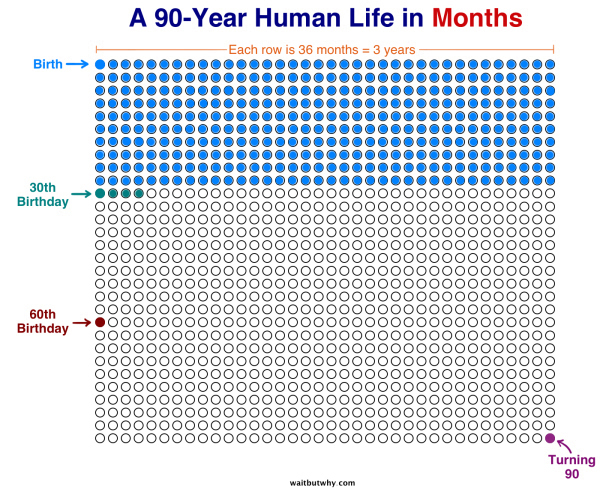 A 90-Year Human Life in Months
Each row is 36 months = 3 years
Birth
30th
Birthday
60th
Birthday
Turning
90
waitbutwhy.com